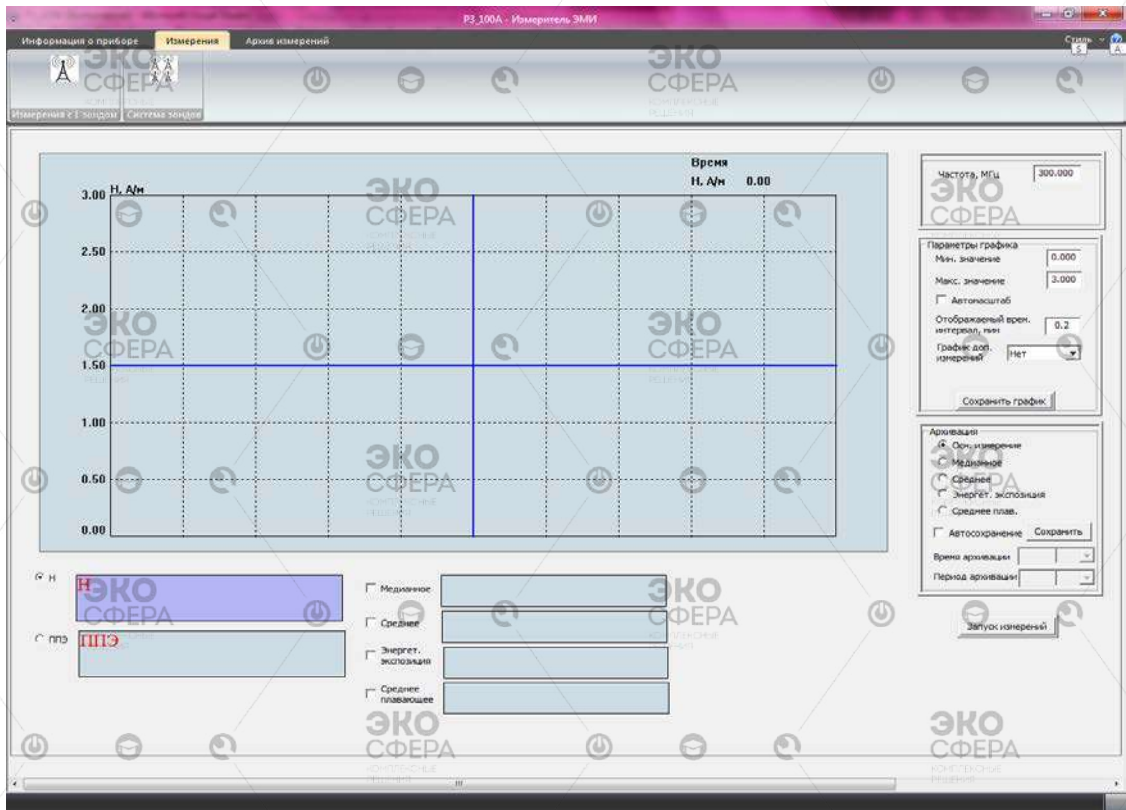 P3_100A - Измеритель ЭМИ
Информация о приборе Измерения Архив измерений Стиль
S A
Измерения с 1 зондом Система зондов
Время
H, А/м 0.00
H, А/м
3.00
2.50
2.00
1.50
1.00
0.50
0.00
Частота, МГц 300.000
Параметры графика
Мин. значение 0.000
Макс. значение 3.000
Автомасштаб
Отображаемый врем.
интервал, мин 0.2
График доп.
измерений Нет
Сохранить график
Архивация
Осн. измерение
Медианное
Среднее
Энергет. экспозиция
Среднее плав.
Автосохранение Сохранить
Время архивации
Период архивации
Запуск измерений
H H
ппэ ППЭ
Медианное
Среднее
Энергет.
экспозиция
Среднее
плавающее
ЭКО
СФЕРА
КОМПЛЕКСНЫЕ
РЕШЕНИЯ